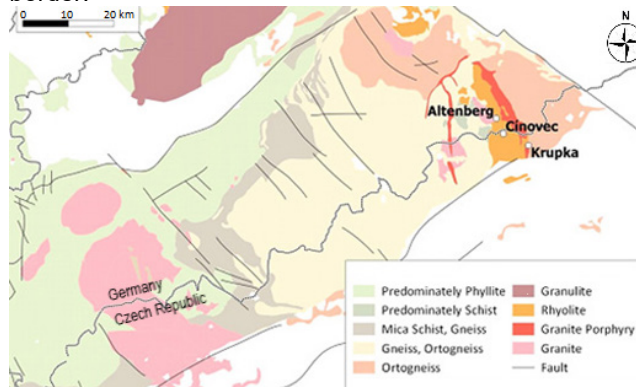 0 10 20 km
N
Altenberg
Cinovec
Krupka
Germany
Czech Republic
Predominately Phyllite
Predominately Schist
Mica Schist, Gneiss
Gneiss, Ortogneiss
Ortogneiss
Granulite
Rhyolite
Granite Porphyry
Granite
Fault